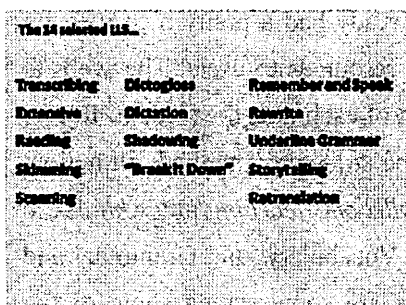 The 14 selected
Transcribing Dictogloss Remember and Speak
Extensive Dictation Rewrite
Reading Shadowing Underline Grammar
Skimming "Break It Down" Storytelling
Scanning Retranslation